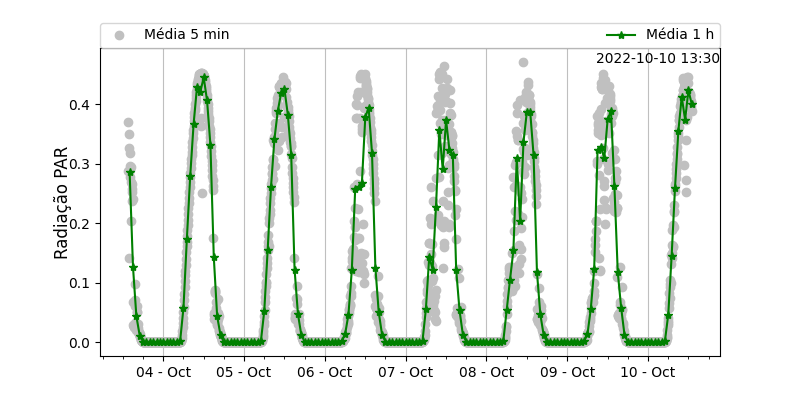 Média 5 min
Média 1 h
2022-10-10 13:30
Radiação PAR
0.4
0.3
0.2
0.1
0.0
04 - Oct
05 - Oct
06 - Oct
07 - Oct
08 - Oct
09 - Oct
10 - Oct